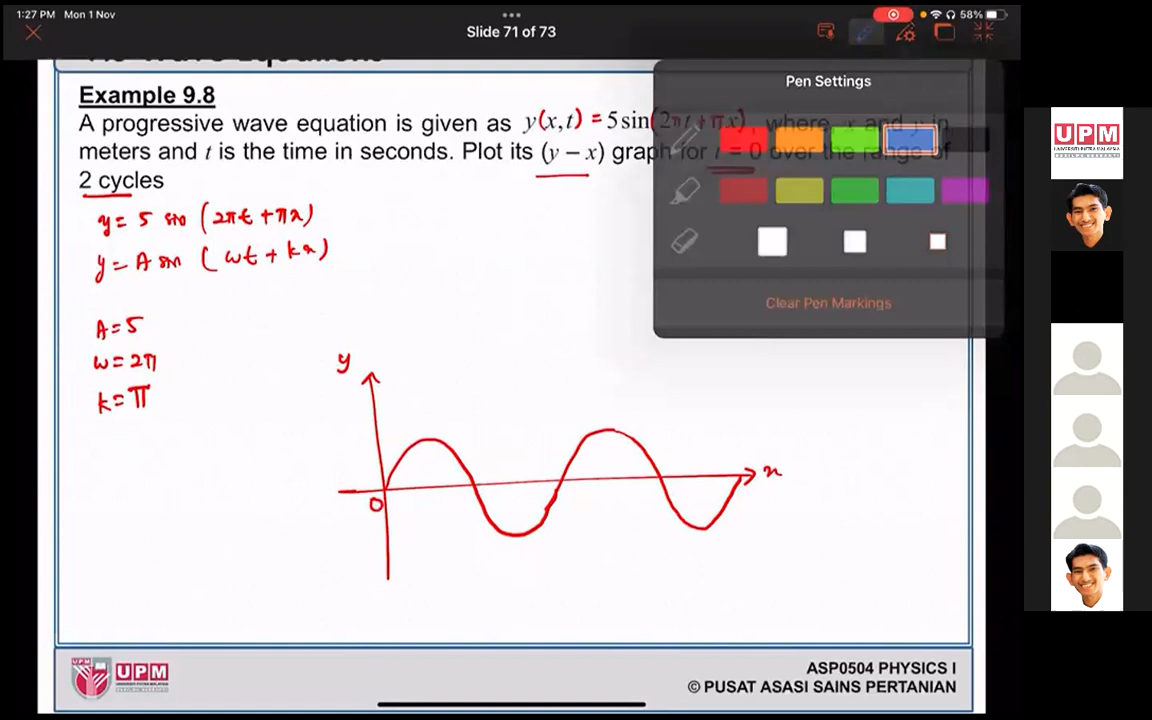 1:27 PM Mon 1 Nov
58%
Slide 71 of 73
Pen Settings
Example 9.8
A progressive wave equation is given as y(x,t) = 5sin(2πt+πx) where x and y in
meters and t is the time in seconds. Plot its (y − x) graph for t = 0 over the range of
2 cycles
y = 5 sin (2πt + πx)
y = A sin (ωt + kx)
Clear Pen Markings
A = 5
ω = 2π
k = π
y
x
0
UPM
UPM
ASP0504 PHYSICS I
© PUSAT ASASI SAINS PERTANIAN
UPM